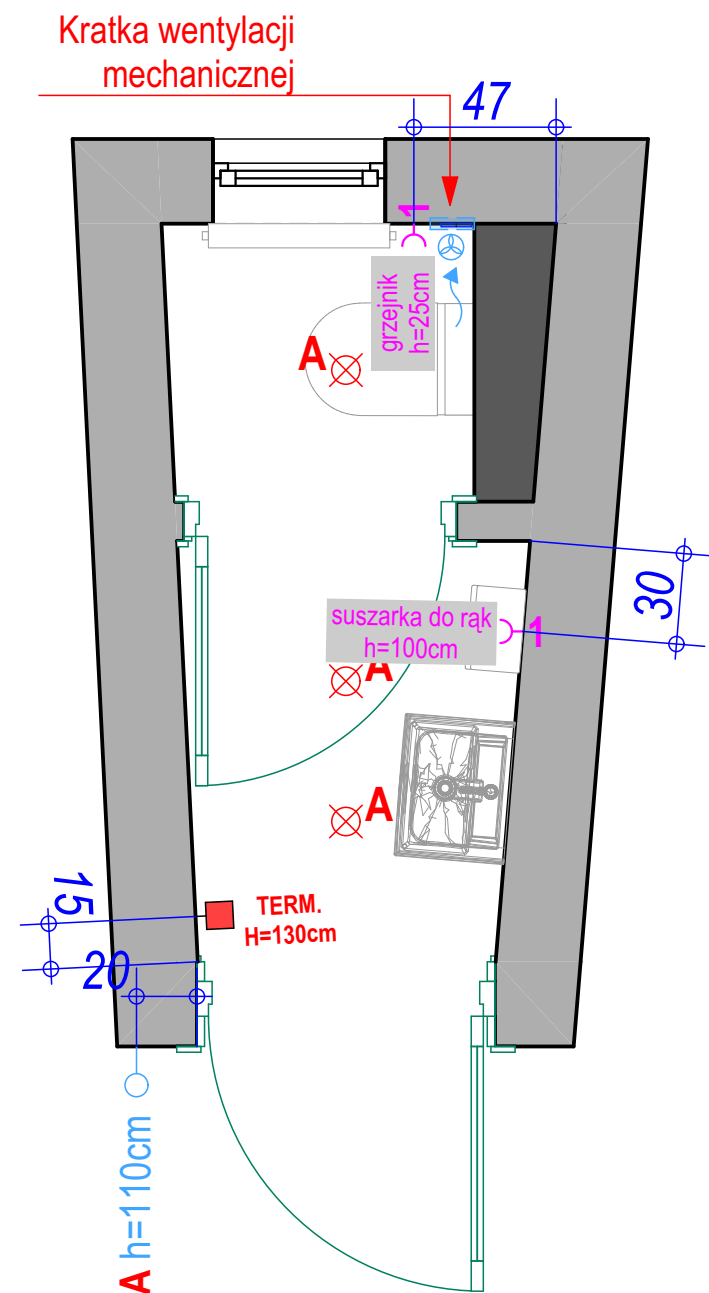 Kratka wentylacji
mechanicznej
47
1
grzejnik
h=25cm
A
30
suszarka do rąk
h=100cm
1
A
A
15
TERM.
H=130cm
20
A h=110cm